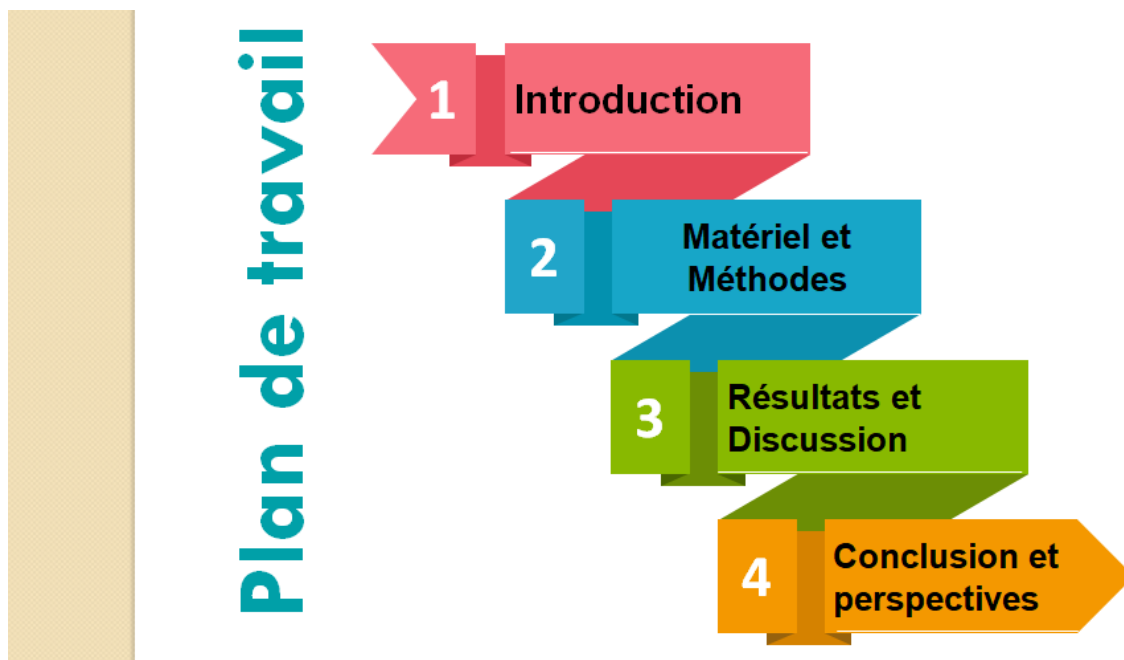 Plan de travail
1
Introduction
2
Matériel et
Méthodes
3
Résultats et
Discussion
4
Conclusion et
perspectives